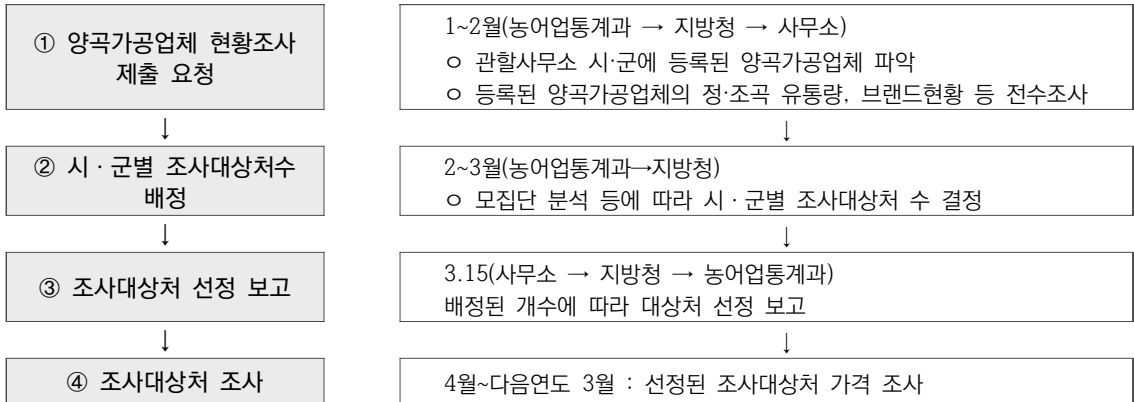 ① 양곡가공업체 현황조사
제출 요청
1~2월(농어업통계과 → 지방청 → 사무소)
ㅇ 관할사무소 시·군에 등록된 양곡가공업체 파악
ㅇ 등록된 양곡가공업체의 정·조곡 유통량, 브랜드현황 등 전수조사
↓
↓
② 시·군별 조사대상처수
배정
2~3월(농어업통계과→지방청)
ㅇ 모집단 분석 등에 따라 시·군별 조사대상처 수 결정
↓
↓
③ 조사대상처 선정 보고
3.15(사무소 → 지방청 → 농어업통계과)
배정된 개수에 따라 대상처 선정 보고
↓
↓
④ 조사대상처 조사
4월~다음연도 3월 : 선정된 조사대상처 가격 조사